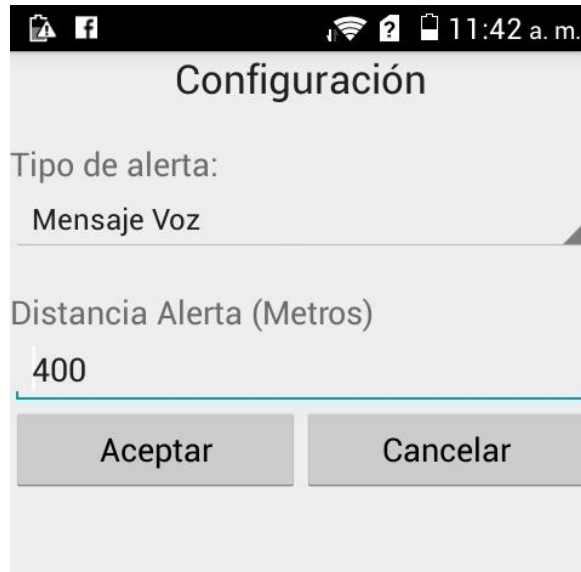 11:42 a. m.
Configuración
Tipo de alerta:
Mensaje Voz
Distancia Alerta (Metros)
400
Aceptar Cancelar